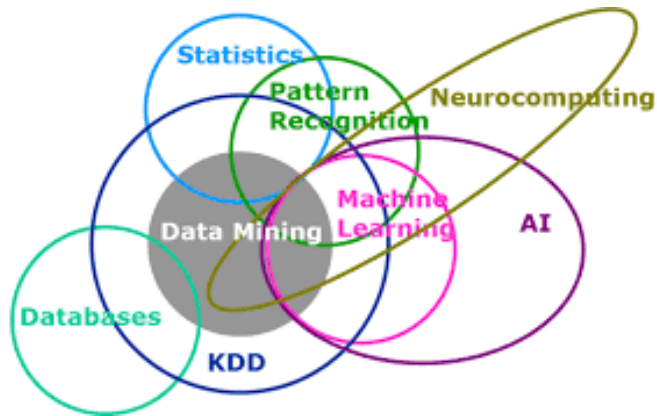 Statistics
Pattern
Recognition
Neurocomputing
Machine
Learning
AI
Data Mining
Databases
KDD